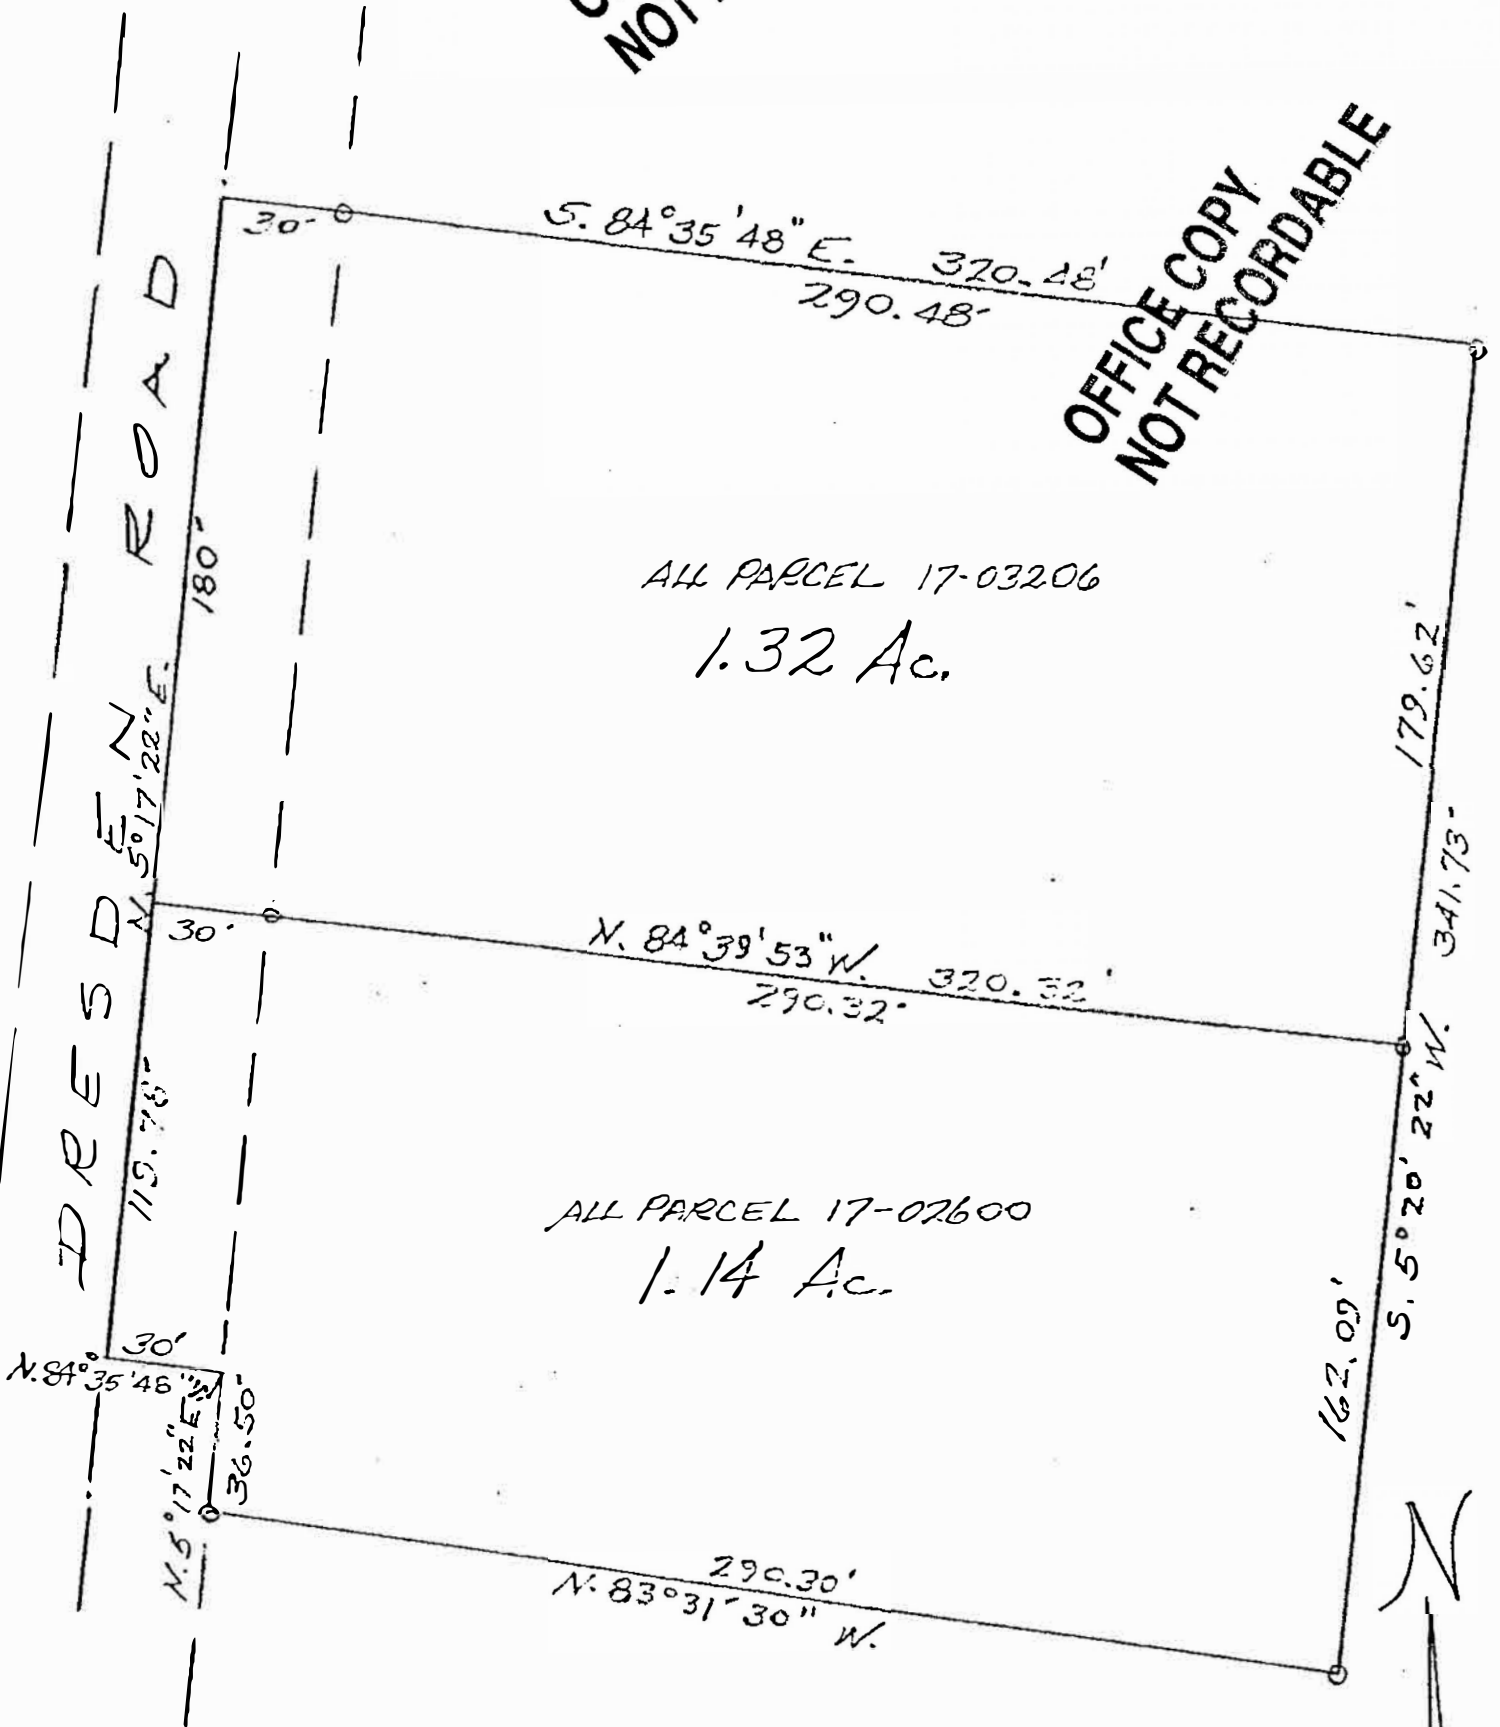 OFFICE COPY
NOT RECORDABLE
30'
S. 84°35'48" E. 320.48'
290.48'
DRESDEN ROAD
180'
N. 5°17'22" E.
ALL PARCEL 17-03206
1.32 Ac.
179.62'
341.73'
S. 5°20'22" W.
30'
N. 84°39'53" W. 320.32'
290.32'
119.78'
ALL PARCEL 17-02600
1.14 Ac.
162.09'
30'
N. 84°35'48"
N. 5°17'22" E.
36.50'
290.30'
N. 83°31'30" W.
N